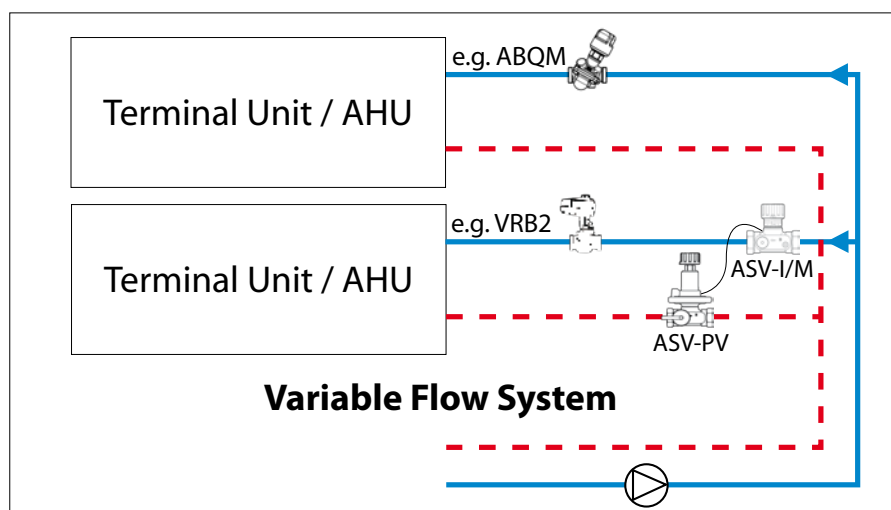 e.g. ABQM
Terminal Unit / AHU
e.g. VRB2
Terminal Unit / AHU
ASV-I/M
ASV-PV
Variable Flow System